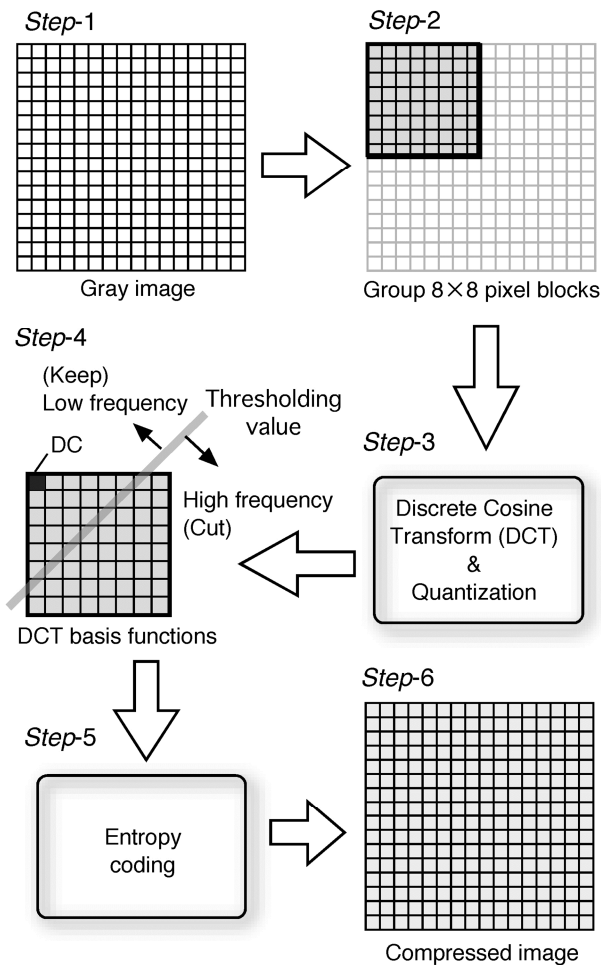 Step-1
Gray image
Step-2
Group 8×8 pixel blocks
Step-3
Discrete Cosine
Transform (DCT)
&
Quantization
Step-4
(Keep)
Low frequency
Thresholding
value
DC
High frequency
(Cut)
DCT basis functions
Step-5
Entropy
coding
Step-6
Compressed image